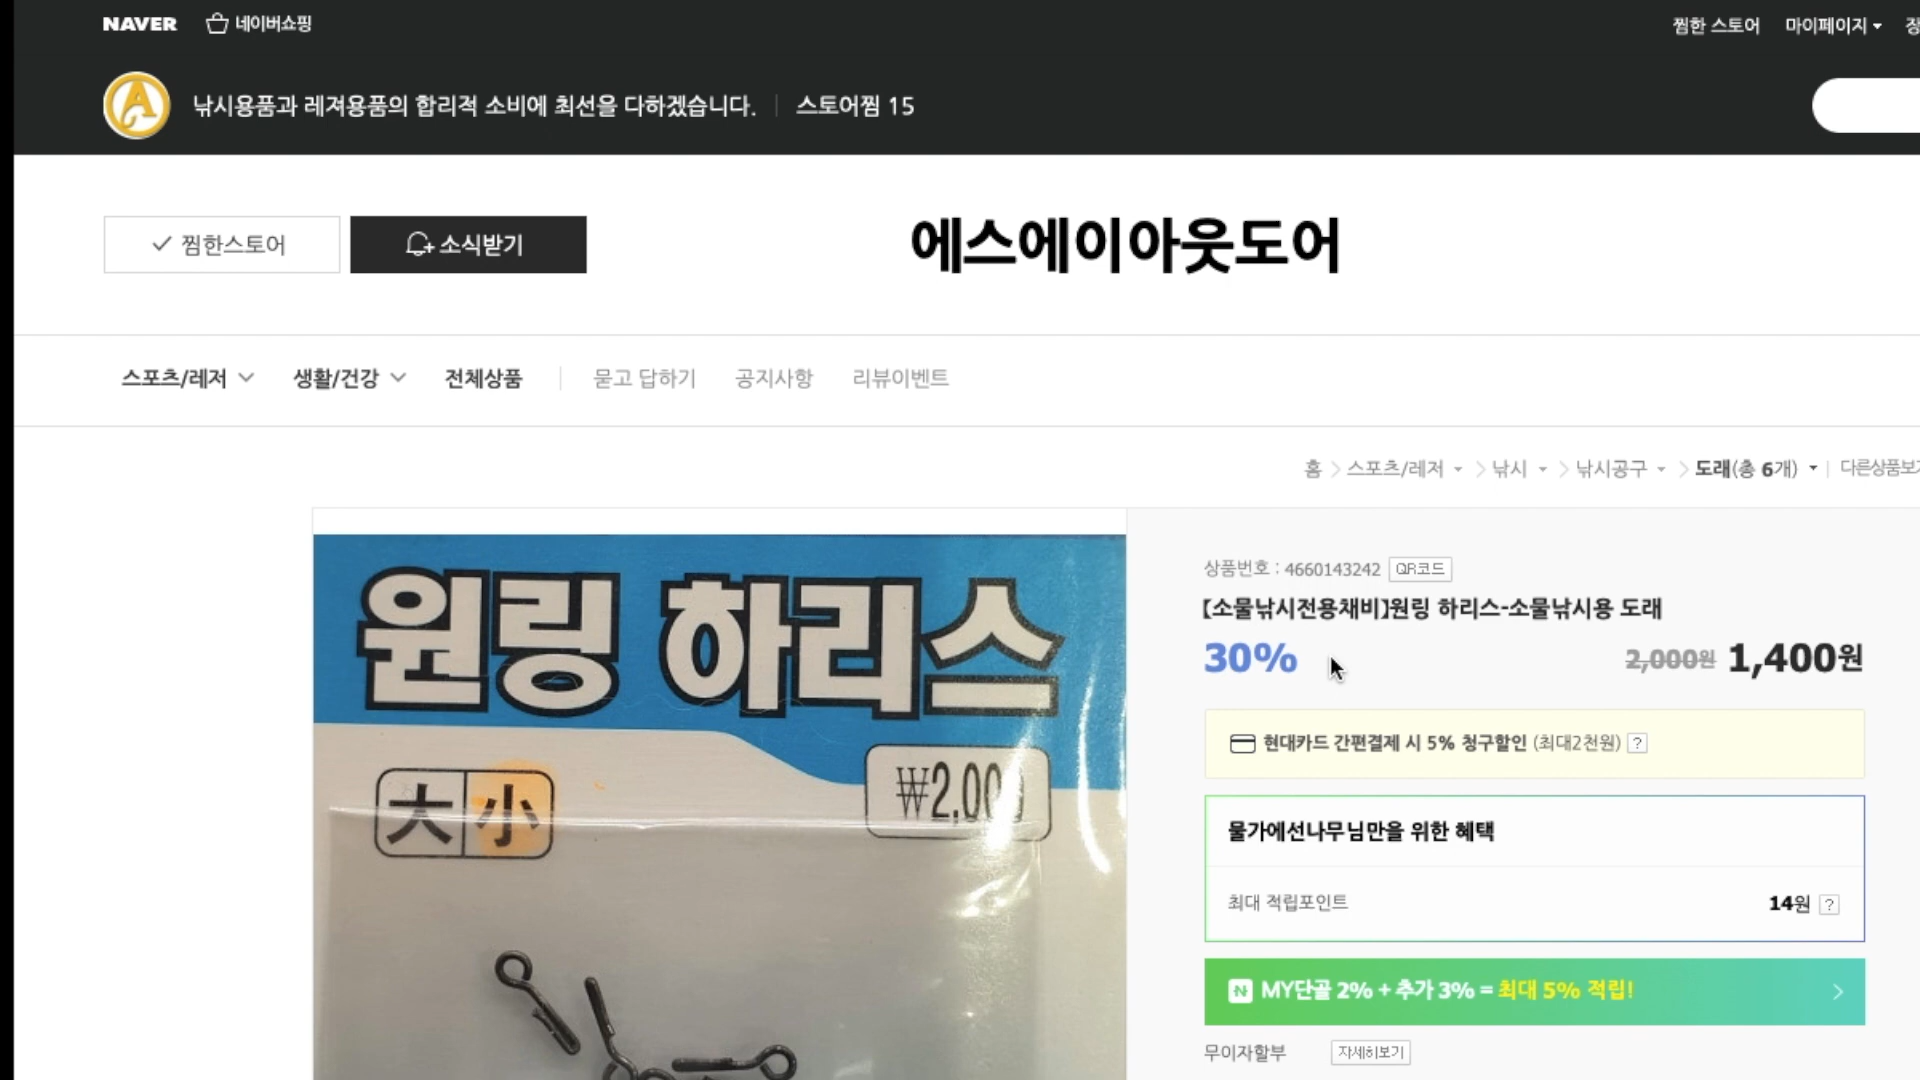 NAVER 네이버쇼핑
찜한 스토어 마이페이지
낚시용품과 레져용품의 합리적 소비에 최선을 다하겠습니다. 스토어찜 15
찜한스토어 소식받기
에스에이아웃도어
스포츠/레저 생활/건강 전체상품 묻고 답하기 공지사항 리뷰이벤트
홈 스포츠/레저 낚시 낚시공구 도래(총 6개) 다른상품보기
원링 하리스
大 小
₩2,000
상품번호 : 4660143242 QR코드
【소물낚시전용채비】원링 하리스-소물낚시용 도래
30% 2,000원 1,400원
현대카드 간편결제 시 5% 청구할인 (최대2천원) ?
물가에선나무님만을 위한 혜택
최대 적립포인트 14원 ?
N MY단골 2% + 추가 3% = 최대 5% 적립!
무이자할부 자세히보기